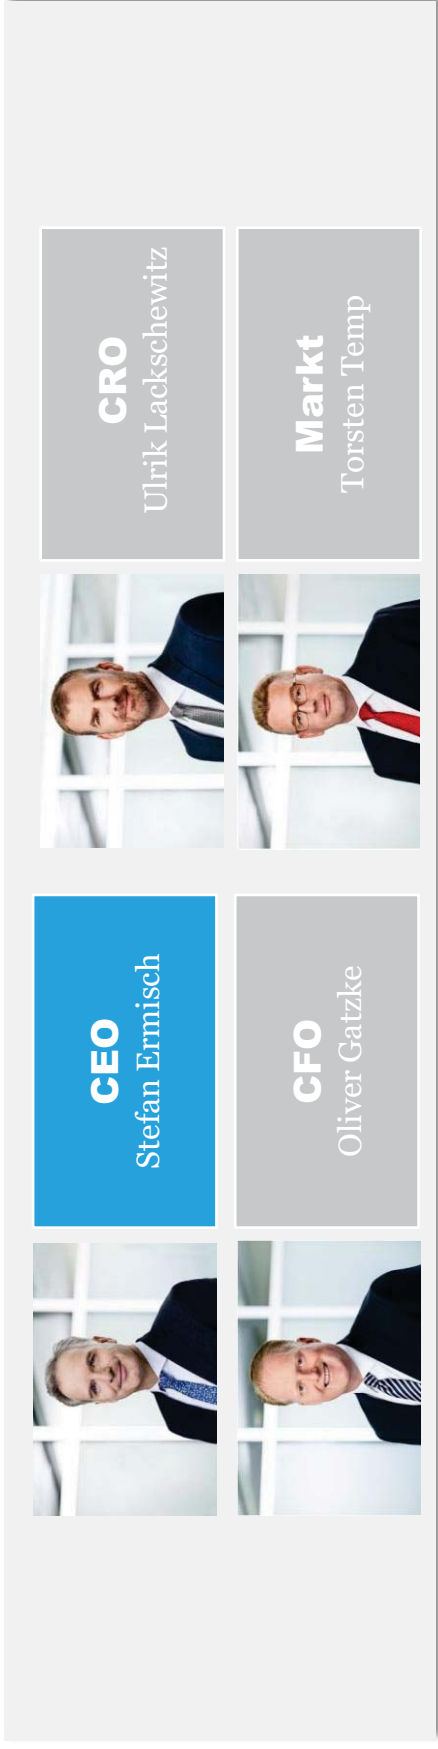 CEO
Stefan Ermisch
CRO
Ulrik Lackschewitz
CFO
Oliver Gatzke
Markt
Torsten Temp